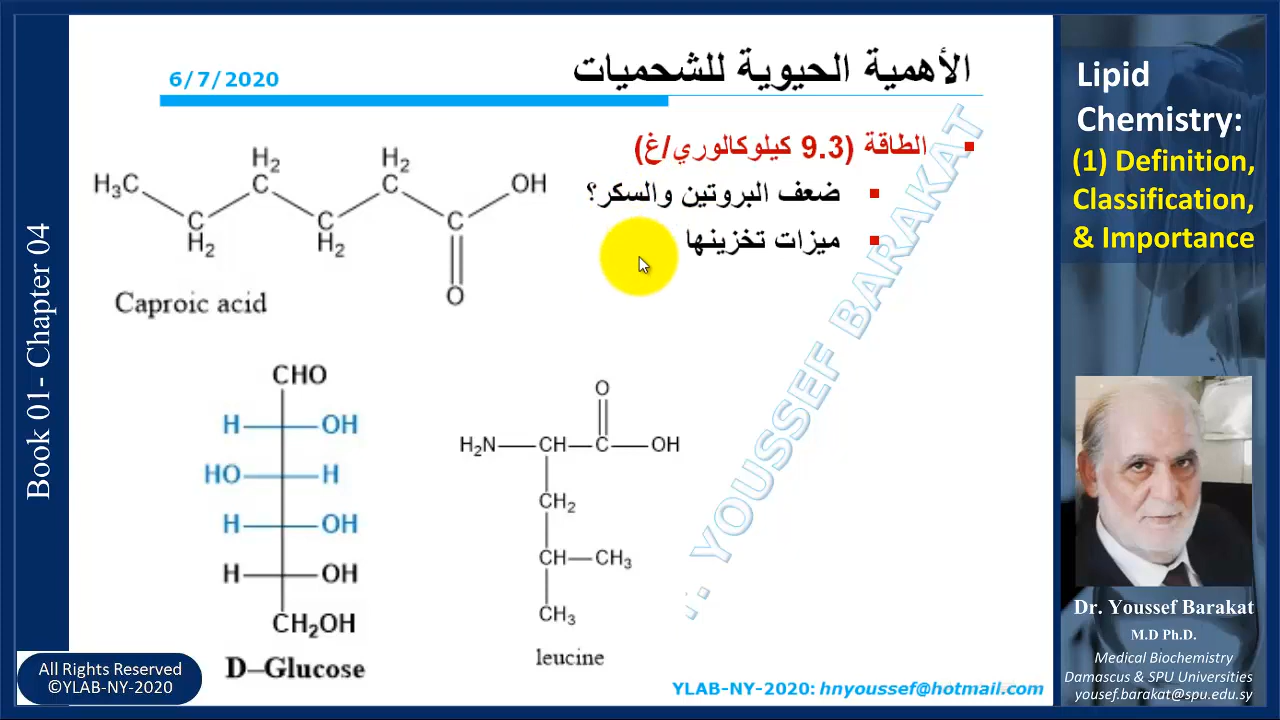 Book 01- Chapter 04
6/7/2020
الأهمية الحيوية للشحميات
الطاقة (9.3 كيلوكالوري/غ)
ضعف البروتين والسكر؟
ميزات تخزينها
H₃C
H₂
H₂
H₂
H₂
C
C
C
C
C
OH
O
Caproic acid
CHO
H OH
HO H
H OH
H OH
CH₂OH
D–Glucose
O
H₂N—CH—C—OH
CH₂
CH—CH₃
CH₃
leucine
. YOUSSEF BARAKAT
Lipid
Chemistry:
(1) Definition,
Classification,
& Importance
Dr. Youssef Barakat
M.D Ph.D.
Medical Biochemistry
Damascus & SPU Universities
yousef.barakat@spu.edu.sy
All Rights Reserved
©YLAB-NY-2020
YLAB-NY-2020: hnyoussef@hotmail.com